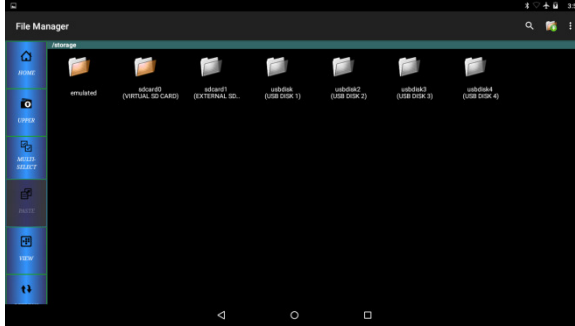 File Manager
/storage
HOME
UPPER
MULTI-
SELECT
PASTE
VIEW
emulated
sdcard0
(VIRTUAL SD CARD)
sdcard1
(EXTERNAL SD..
usbdisk
(USB DISK 1)
usbdisk2
(USB DISK 2)
usbdisk3
(USB DISK 3)
usbdisk4
(USB DISK 4)